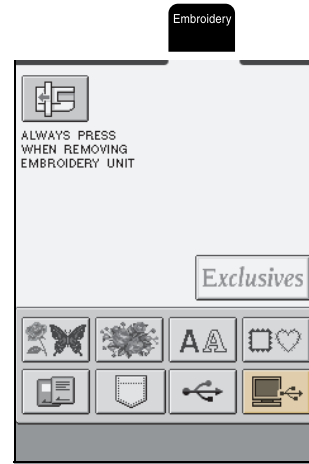 Embroidery
ALWAYS PRESS
WHEN REMOVING
EMBROIDERY UNIT
Exclusives
AA